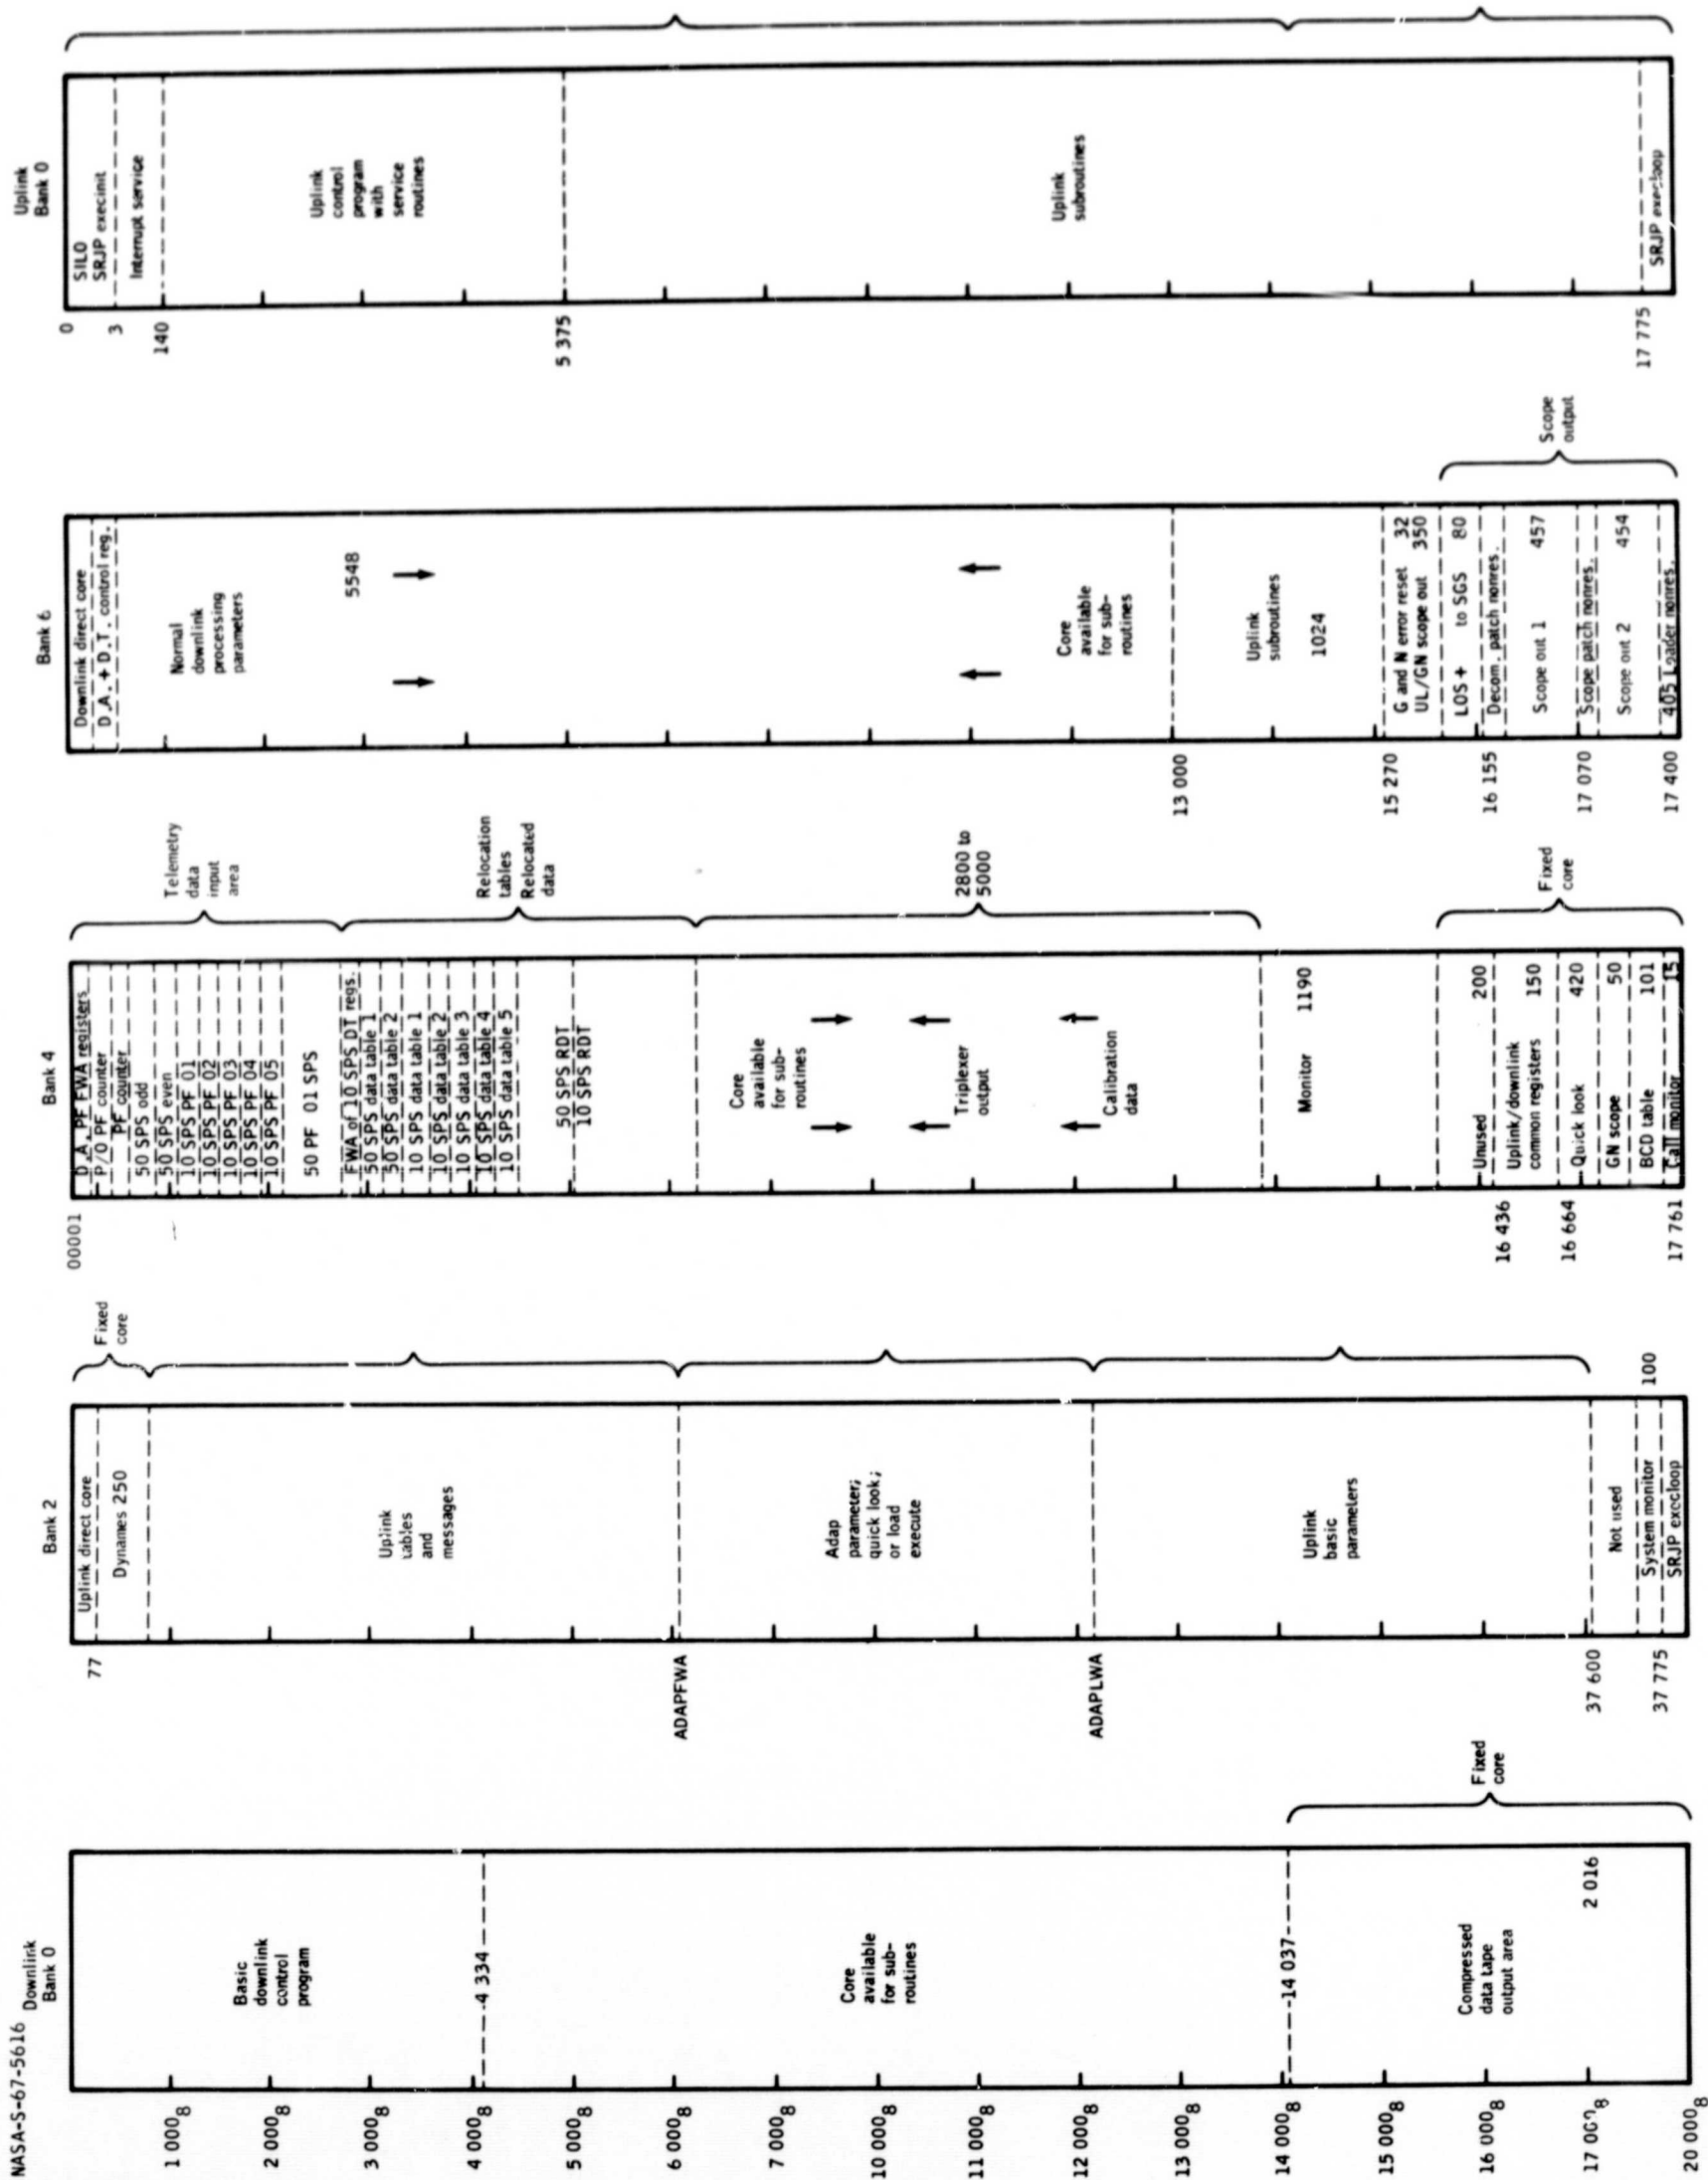 NASA-S-67-5616
Downlink
Bank 0
1 000₈
2 000₈
3 000₈
4 000₈
5 000₈
6 000₈
7 000₈
10 000₈
11 000₈
12 000₈
13 000₈
14 000₈
15 000₈
16 000₈
17 000₈
20 000₈
Basic
downlink
control
program
4 334
Core
available
for sub-
routines
14 037
Compressed
data tape
output area
2 016
Fixed
core
Bank 2
77
ADAPFWA
ADAPLWA
37 600
37 775
Uplink direct core
Dynames 250
Uplink
tables
and
messages
Adap
parameter;
quick look;
or load
execute
Uplink
basic
parameters
Not used
System monitor
100
SRJP execloop
Fixed
core
Bank 4
00001
16 436
16 664
17 761
D.A. PF FWA registers
P/O PF counter
PF counter
50 SPS odd
50 SPS even
10 SPS PF 01
10 SPS PF 02
10 SPS PF 03
10 SPS PF 04
10 SPS PF 05
50 PF 01 SPS
FWA of 10 SPS DT regs.
50 SPS data table 1
50 SPS data table 2
10 SPS data table 1
10 SPS data table 2
10 SPS data table 3
10 SPS data table 4
10 SPS data table 5
50 SPS RDT
10 SPS RDT
Core
available
for sub-
routines
Triplexer
output
Calibration
data
Monitor 1190
Unused 200
Uplink/downlink
common registers 150
Quick look 420
GN scope 50
BCD table 101
Call monitor 15
Telemetry
data
input
area
Relocation
tables
Relocated
data
2800 to
5000
Fixed
core
Bank 6
13 000
15 270
16 155
17 070
17 400
Downlink direct core
D.A. + D.T. control reg.
Normal
downlink
processing
parameters
5548
Core
available
for sub-
routines
Uplink
subroutines
1024
G and N error reset 32
UL/GN scope out 350
LOS + to SGS 80
Decom. patch nonres.
Scope out 1 457
Scope patch nonres.
Scope out 2 454
405 Loader nonres.
Scope
output
Uplink
Bank 0
0
3
140
5 375
17 775
SILO
SRJP execinit
Interrupt service
Uplink
control
program
with
service
routines
Uplink
subroutines
SRJP execloop